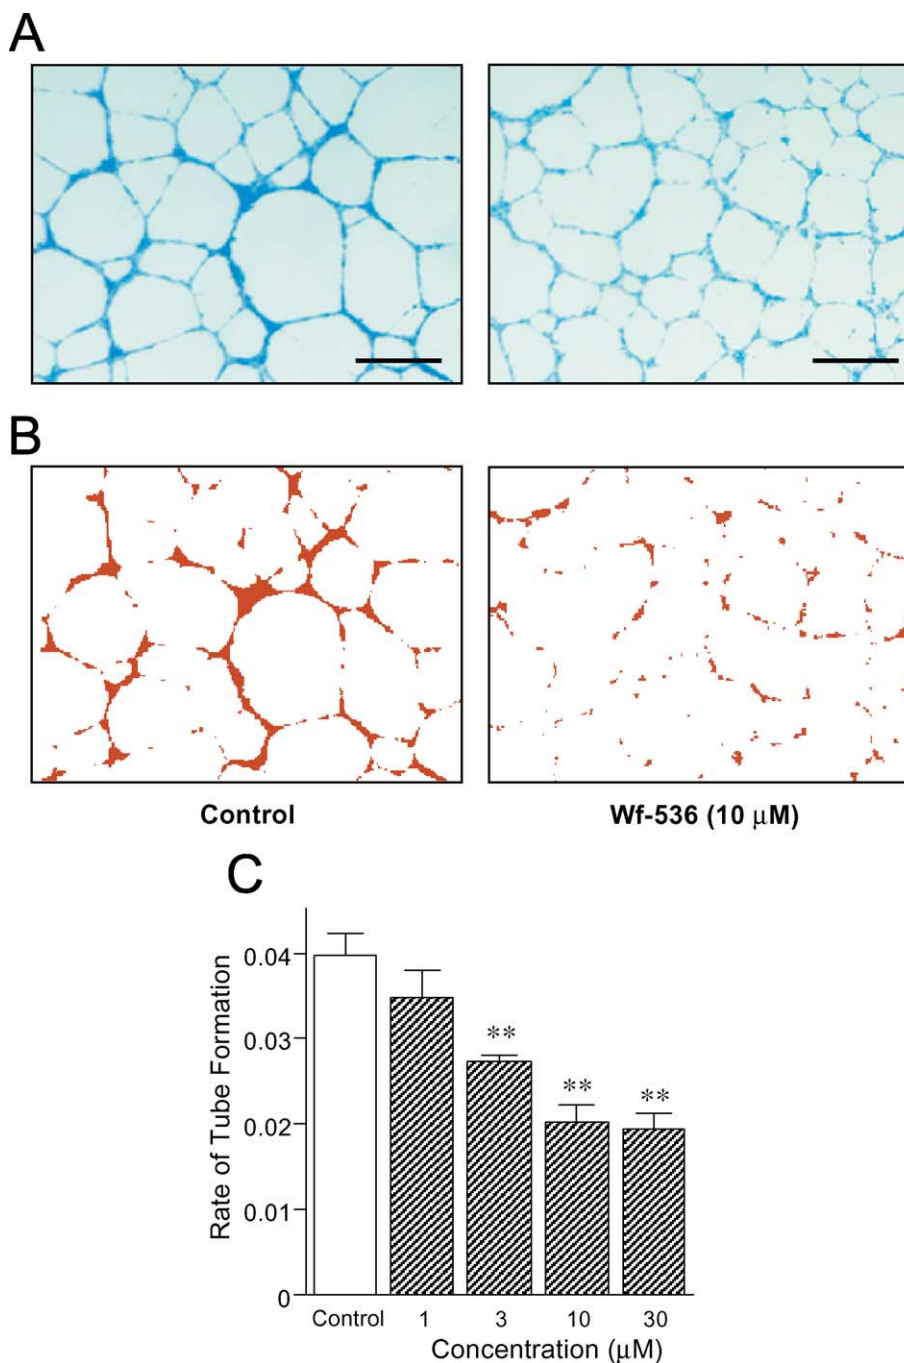 A
B
Control
Wf-536 (10 μM)
C
Rate of Tube Formation
0.04
0.03
0.02
0.01
0
**
**
**
Control 1 3 10 30
Concentration (μM)